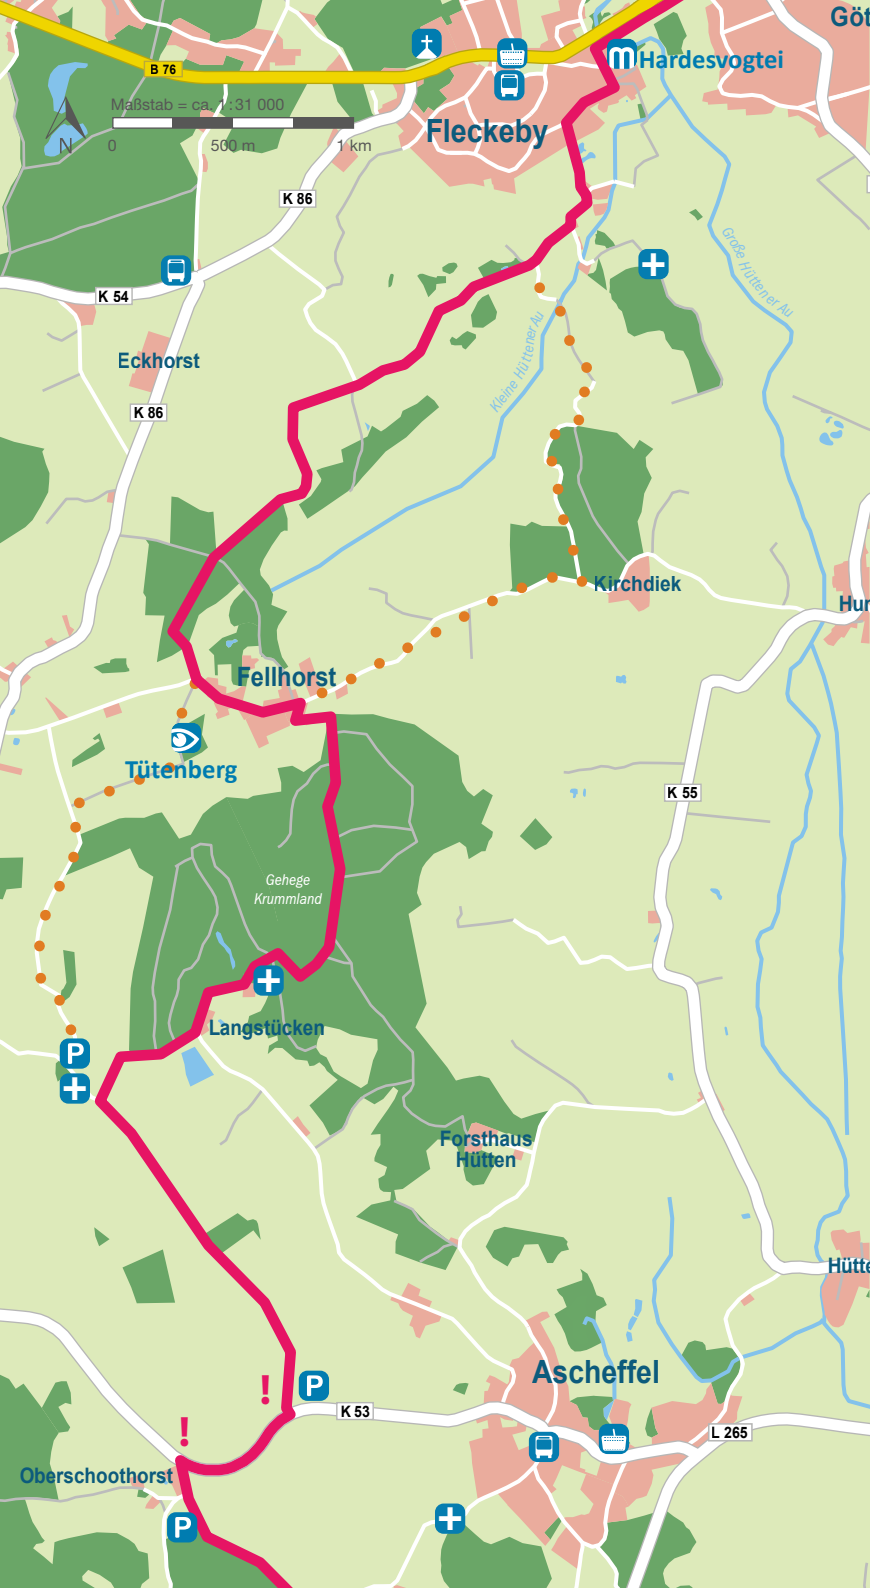 Göt
Hardesvogtei
B 76
Maßstab = ca. 1:31 000
Fleckeby
N
0
500 m
1 km
K 86
Große Hüttener Au
K 54
Eckhorst
Kleine Hüttener Au
K 86
Kirchdiek
Hur
Fellhorst
Tütenberg
K 55
Gehege
Krummland
Langstücken
P
Forsthaus
Hütten
Hütte
Ascheffel
!
P
K 53
!
L 265
Oberschoothorst
P